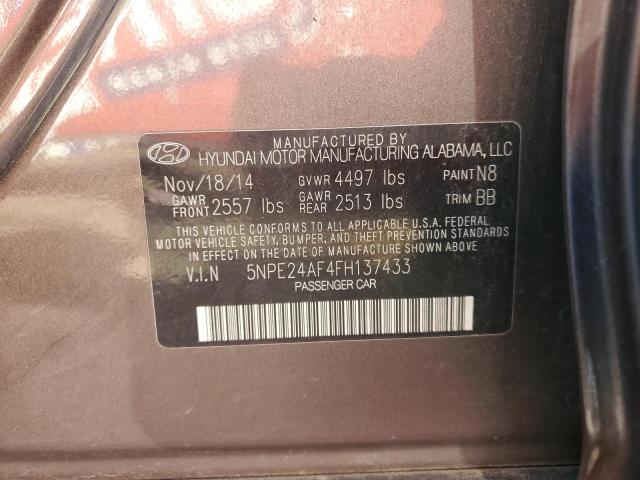 MANUFACTURED BY
HYUNDAI MOTOR MANUFACTURING ALABAMA, LLC
Nov/18/14 GVWR 4497 lbs PAINT N8
GAWR FRONT 2557 lbs GAWR REAR 2513 lbs TRIM BB
THIS VEHICLE CONFORMS TO ALL APPLICABLE U.S.A. FEDERAL
MOTOR VEHICLE SAFETY, BUMPER, AND THEFT PREVENTION STANDARDS
IN EFFECT ON THE DATE OF MANUFACTURE SHOWN ABOVE.
V.I.N 5NPE24AF4FH137433
PASSENGER CAR